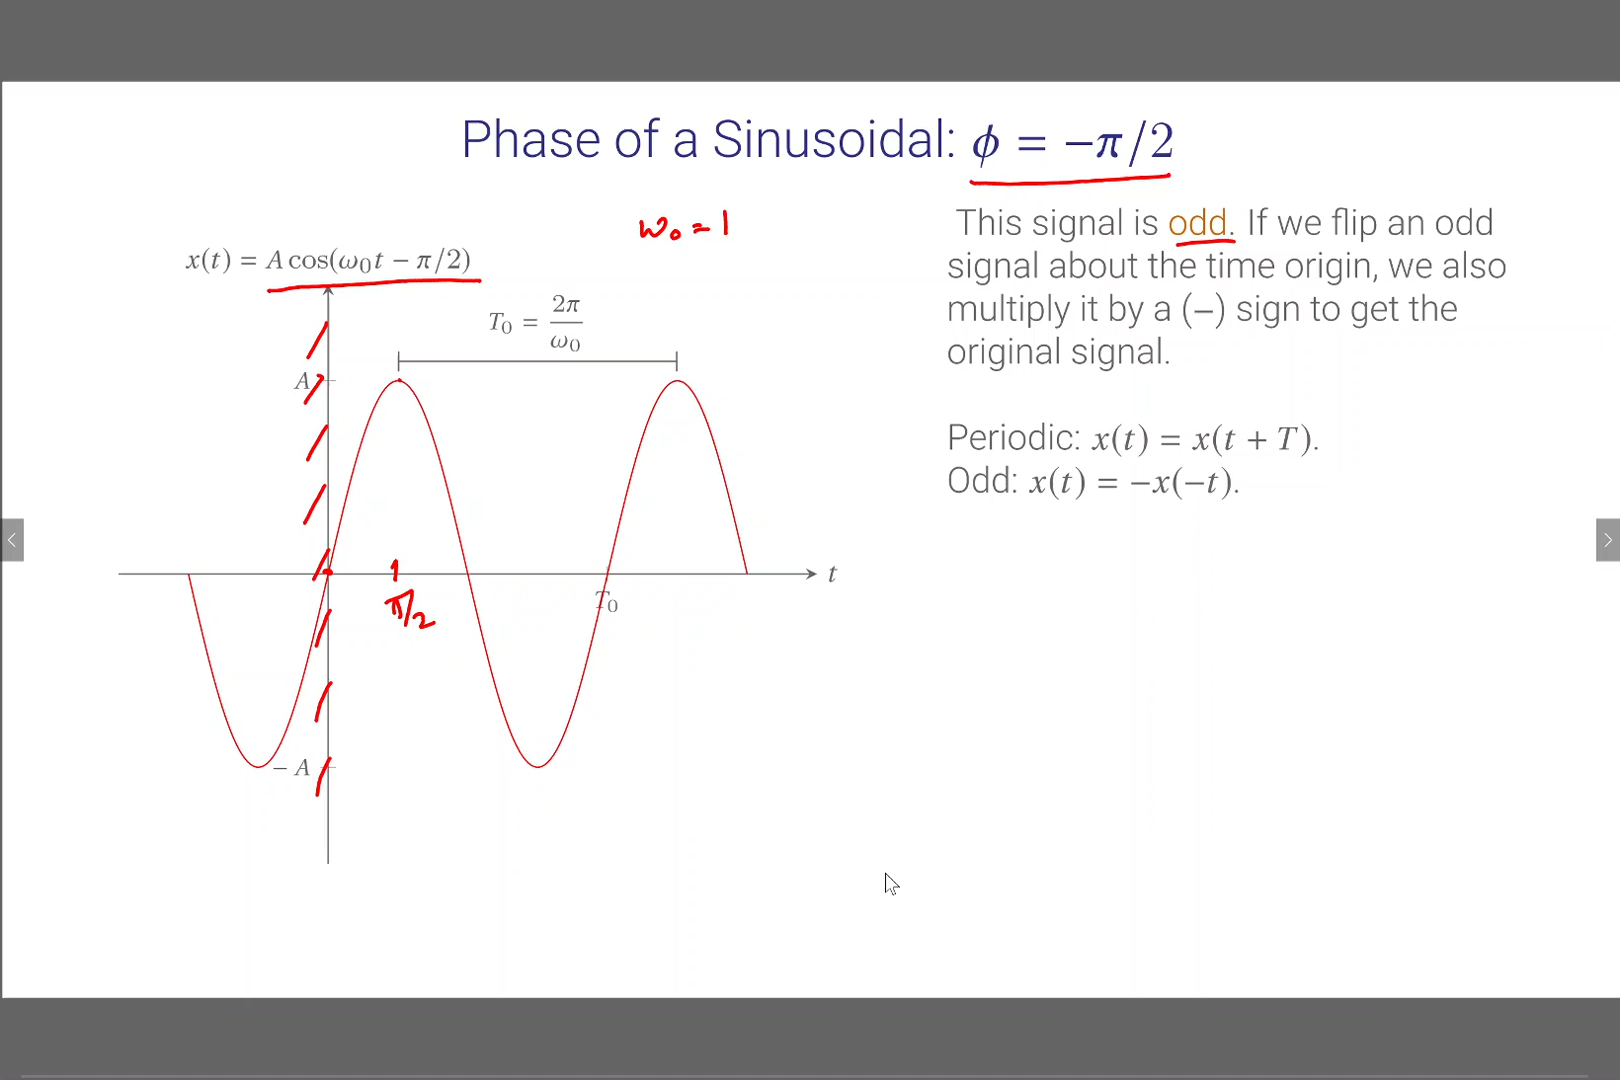 Phase of a Sinusoidal: ϕ = −π/2
ω₀ = 1
x(t) = A cos(ω₀t − π/2)
T₀ = 2π/ω₀
A
π/2
T₀
t
− A
This signal is odd. If we flip an odd
signal about the time origin, we also
multiply it by a (−) sign to get the
original signal.
Periodic: x(t) = x(t + T).
Odd: x(t) = −x(−t).